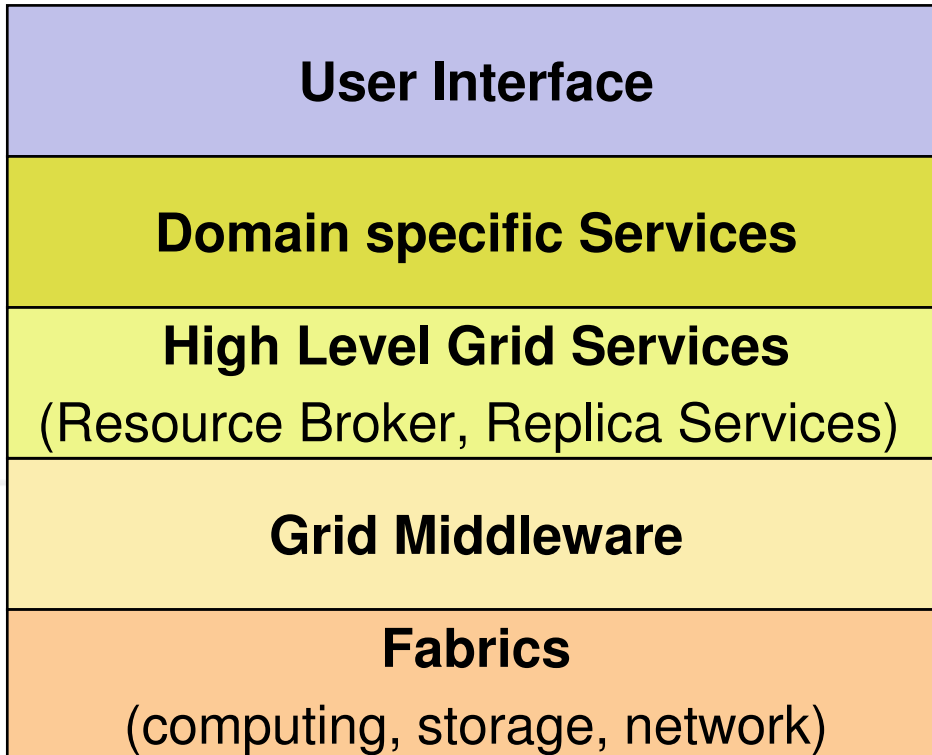 User Interface
Domain specific Services
High Level Grid Services
(Resource Broker, Replica Services)
Grid Middleware
Fabrics
(computing, storage, network)